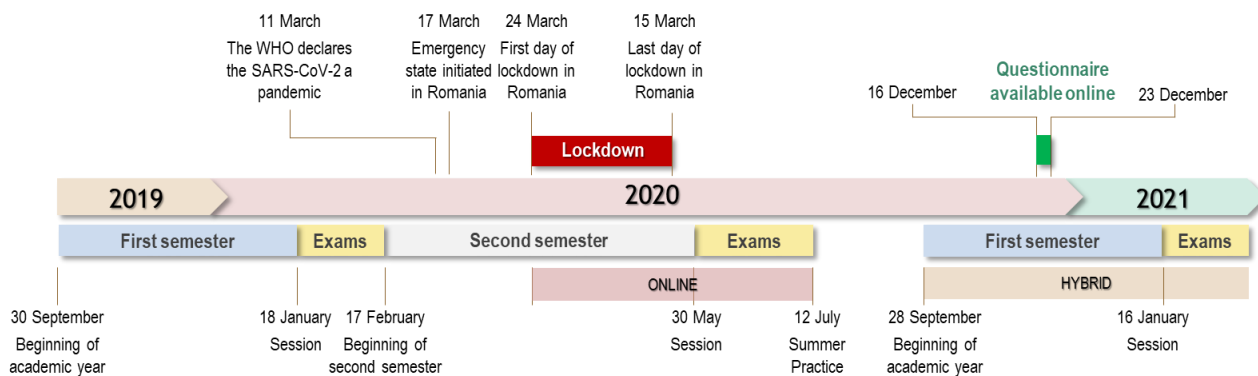 11 March
The WHO declares
the SARS-CoV-2 a
pandemic
17 March
Emergency
state initiated
in Romania
24 March
First day of
lockdown in
Romania
15 March
Last day of
lockdown in
Romania
16 December
Questionnaire
available online
23 December
Lockdown
2019
2020
2021
First semester
Exams
Second semester
Exams
First semester
Exams
ONLINE
HYBRID
30 September
Beginning of
academic year
18 January
Session
17 February
Beginning of
second semester
30 May
Session
12 July
Summer
Practice
28 September
Beginning of
academic year
16 January
Session